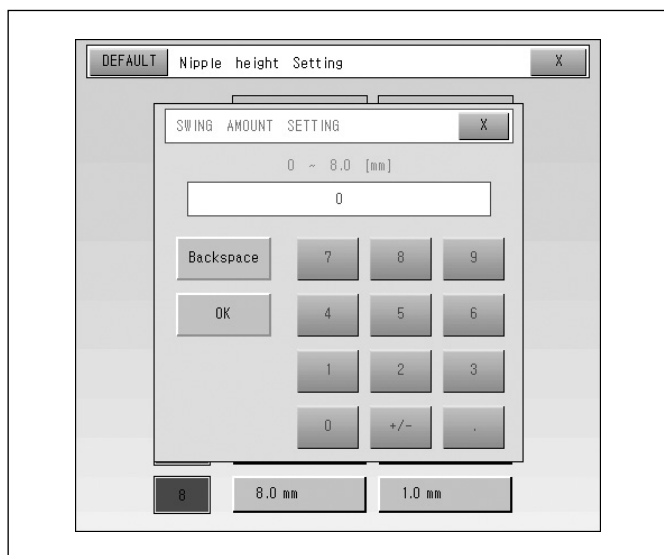 DEFAULT Nipple height Setting X
SWING AMOUNT SETTING X
0 ~ 8.0 [mm]
0
Backspace 7 8 9
OK 4 5 6
1 2 3
0 +/- .
8 8.0 mm 1.0 mm